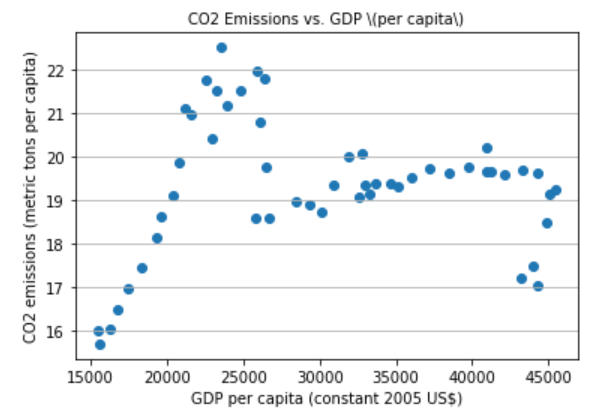 CO2 Emissions vs. GDP \(per capita\)
CO2 emissions (metric tons per capita)
22
21
20
19
18
17
16
15000 20000 25000 30000 35000 40000 45000
GDP per capita (constant 2005 US$)